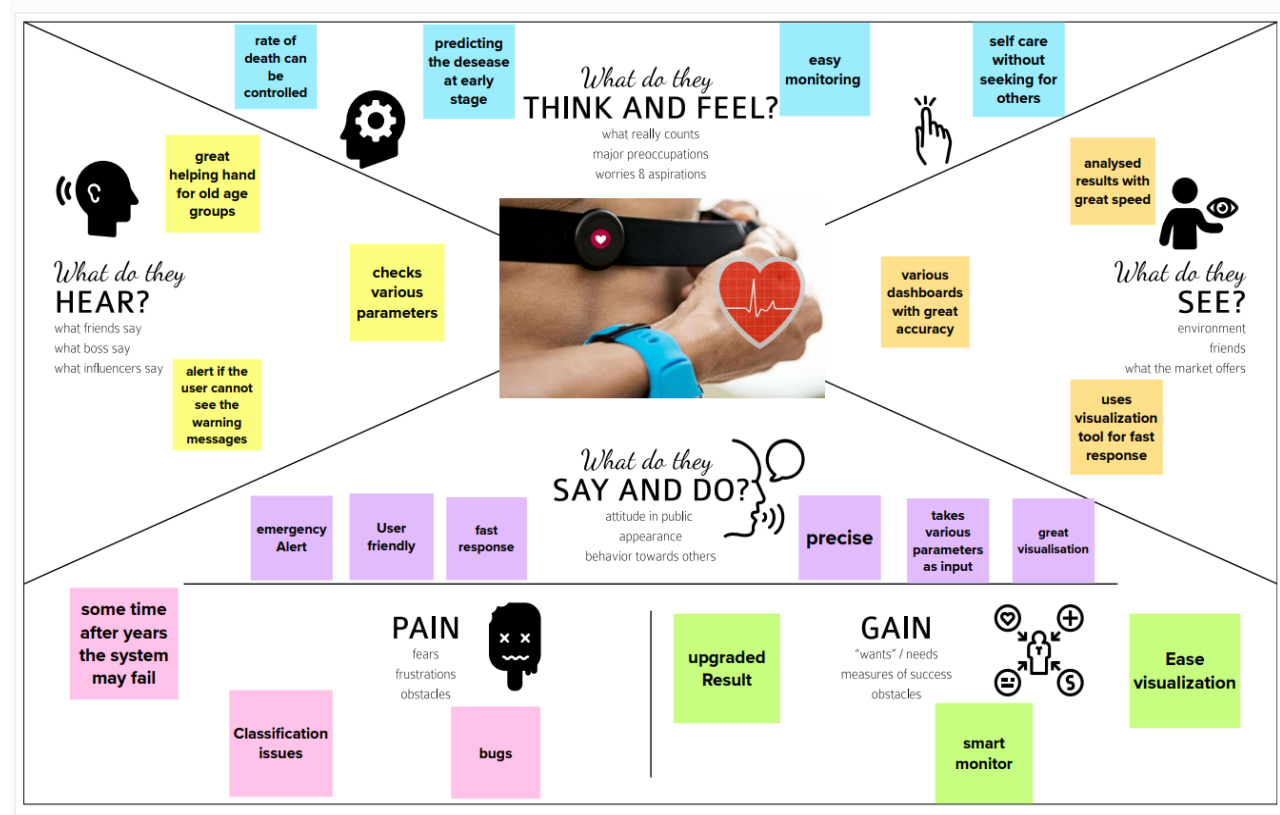 rate of
death can
be
controlled
predicting
the desease
at early
stage
What do they
THINK AND FEEL?
what really counts
major preoccupations
worries & aspirations
easy
monitoring
self care
without
seeking for
others
great
helping hand
for old age
groups
What do they
HEAR?
what friends say
what boss say
what influencers say
checks
various
parameters
alert if the
user cannot
see the
warning
messages
analysed
results with
great speed
various
dashboards
with great
accuracy
What do they
SEE?
environment
friends
what the market offers
uses
visualization
tool for fast
response
What do they
SAY AND DO?
attitude in public
appearance
behavior towards others
emergency
Alert
User
friendly
fast
response
precise
takes
various
parameters
as input
great
visualisation
some time
after years
the system
may fail
PAIN
fears
frustrations
obstacles
Classification
issues
bugs
upgraded
Result
GAIN
"wants" / needs
measures of success
obstacles
smart
monitor
Ease
visualization